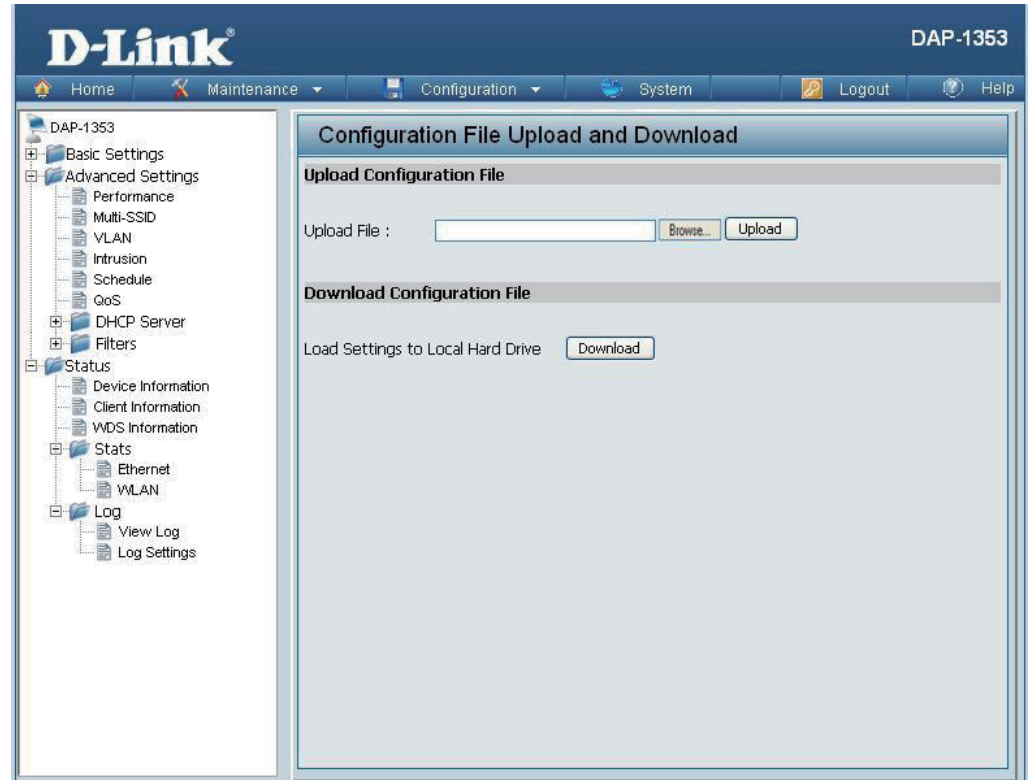 D-Link®
DAP-1353
Home Maintenance Configuration System Logout Help
DAP-1353
Basic Settings
Advanced Settings
Performance
Multi-SSID
VLAN
Intrusion
Schedule
QoS
DHCP Server
Filters
Status
Device Information
Client Information
WDS Information
Stats
Ethernet
WLAN
Log
View Log
Log Settings
Configuration File Upload and Download
Upload Configuration File
Upload File : Browse... Upload
Download Configuration File
Load Settings to Local Hard Drive Download